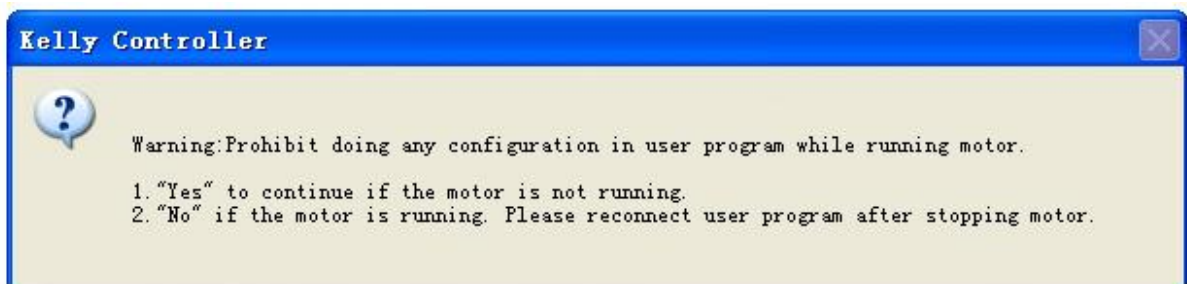 Kelly Controller
?
Warning:Prohibit doing any configuration in user program while running motor.
1."Yes" to continue if the motor is not running.
2."No" if the motor is running. Please reconnect user program after stopping motor.